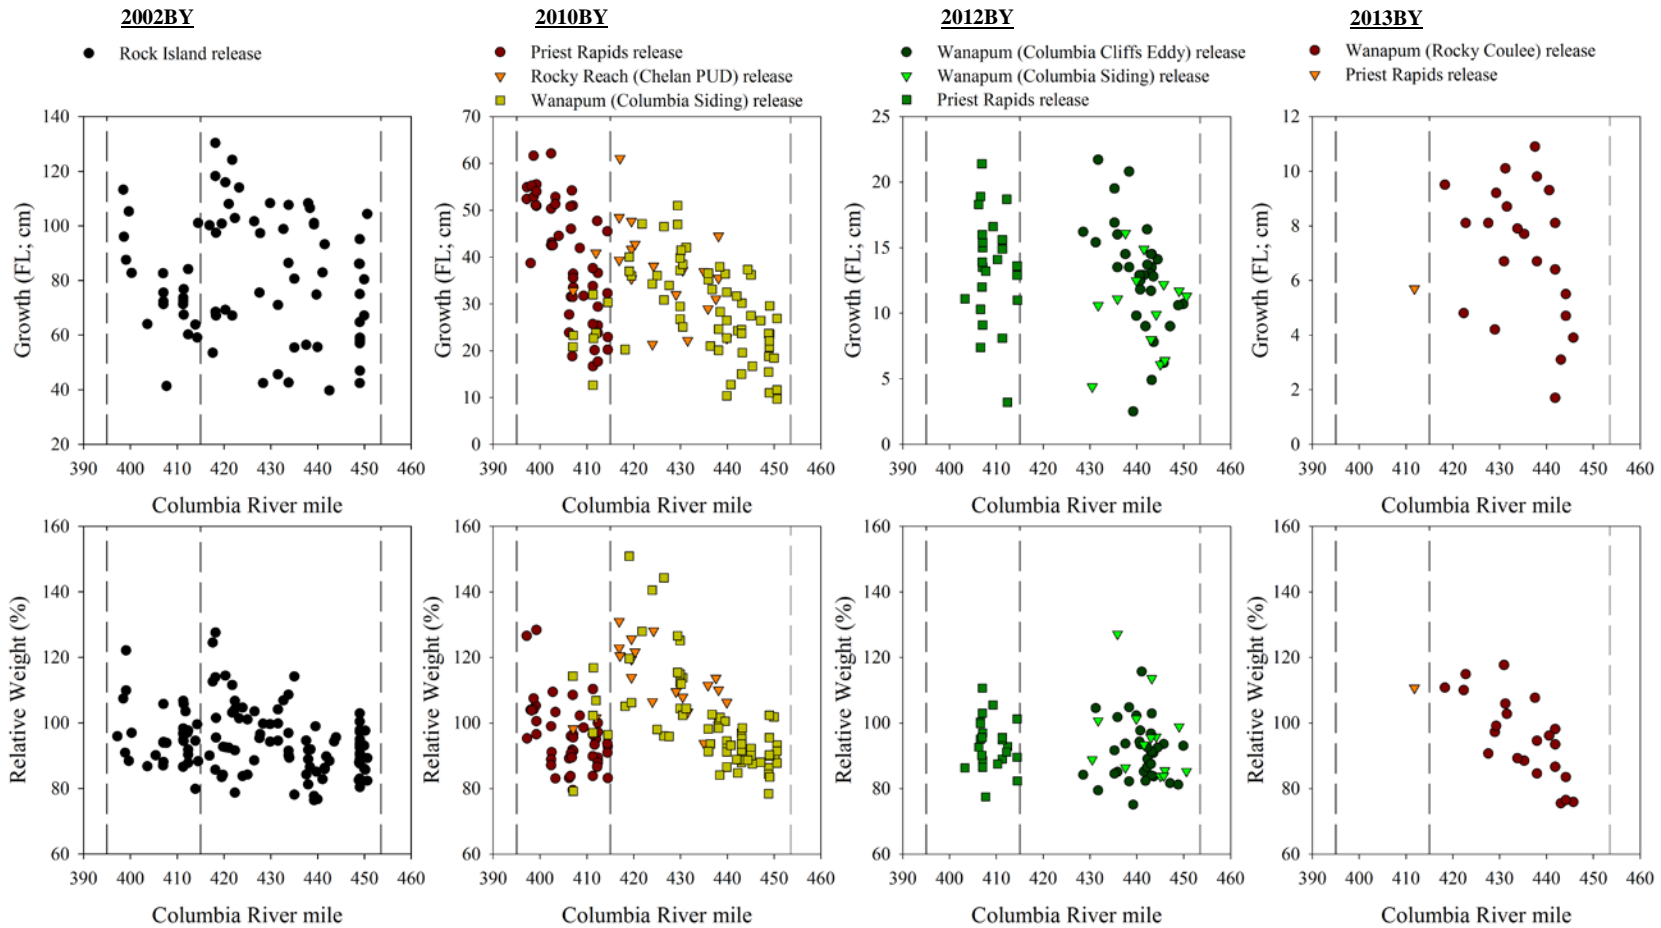 2002BY
Rock Island release
2010BY
Priest Rapids release
Rocky Reach (Chelan PUD) release
Wanapum (Columbia Siding) release
2012BY
Wanapum (Columbia Cliffs Eddy) release
Wanapum (Columbia Siding) release
Priest Rapids release
2013BY
Wanapum (Rocky Coulee) release
Priest Rapids release
Growth (FL; cm)
140
120
100
80
60
40
20
390 400 410 420 430 440 450 460
Columbia River mile
Growth (FL; cm)
70
60
50
40
30
20
10
0
390 400 410 420 430 440 450 460
Columbia River mile
Growth (FL; cm)
25
20
15
10
5
0
390 400 410 420 430 440 450 460
Columbia River mile
Growth (FL; cm)
12
10
8
6
4
2
0
390 400 410 420 430 440 450 460
Columbia River mile
Relative Weight (%)
160
140
120
100
80
60
390 400 410 420 430 440 450 460
Columbia River mile
Relative Weight (%)
160
140
120
100
80
60
390 400 410 420 430 440 450 460
Columbia River mile
Relative Weight (%)
160
140
120
100
80
60
390 400 410 420 430 440 450 460
Columbia River mile
Relative Weight (%)
160
140
120
100
80
60
390 400 410 420 430 440 450 460
Columbia River mile